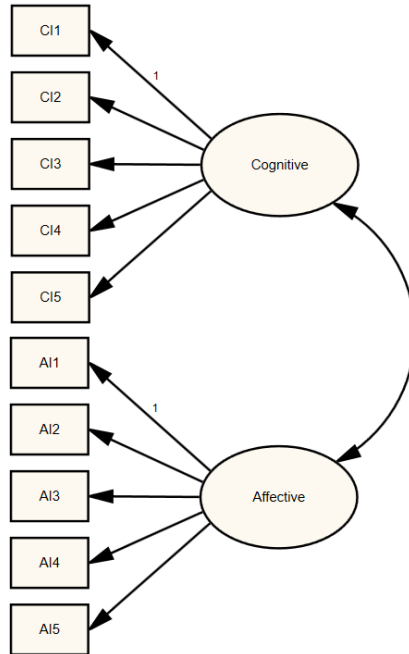 CI1
1
CI2
CI3
Cognitive
CI4
CI5
AI1
1
AI2
AI3
Affective
AI4
AI5